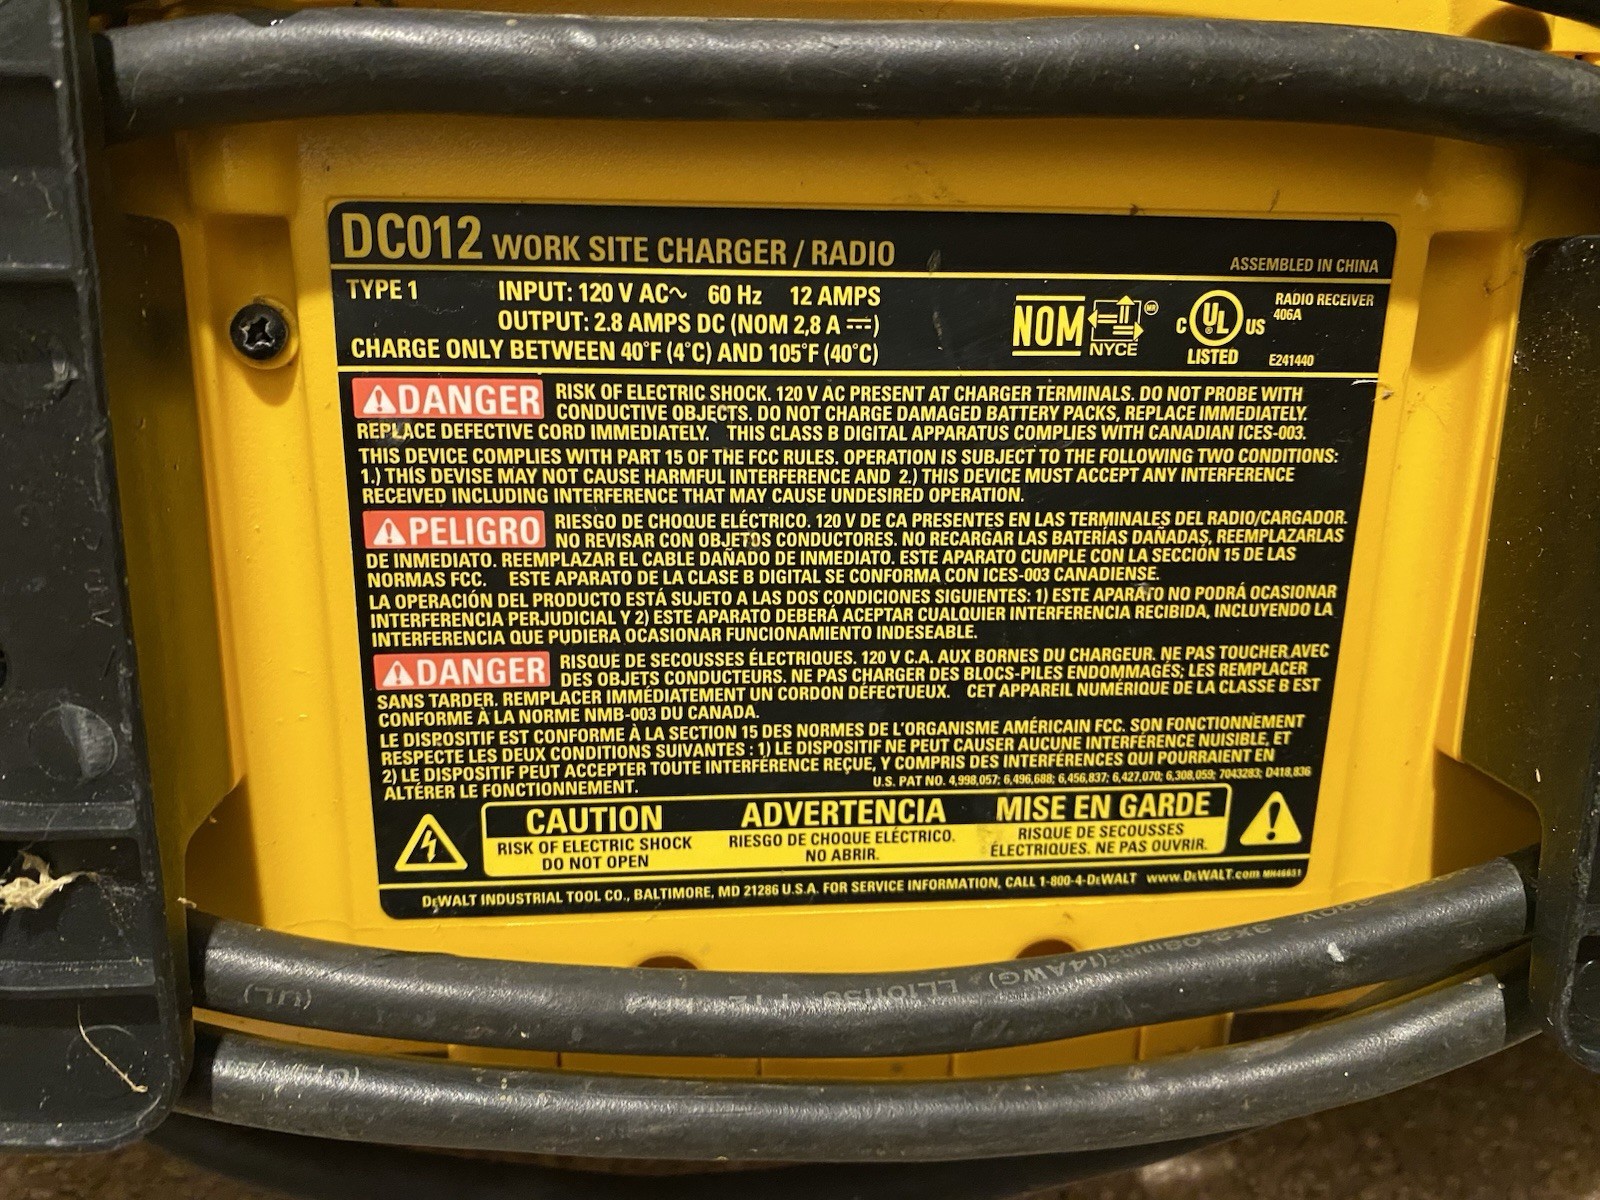 DC012 WORK SITE CHARGER / RADIO
ASSEMBLED IN CHINA
TYPE 1 INPUT: 120 V AC~ 60 Hz 12 AMPS
OUTPUT: 2.8 AMPS DC (NOM 2,8 A ⎓)
CHARGE ONLY BETWEEN 40°F (4°C) AND 105°F (40°C)
NOM
NYCE
MR
C UL US
LISTED
RADIO RECEIVER
406A
E241440
⚠DANGER RISK OF ELECTRIC SHOCK. 120 V AC PRESENT AT CHARGER TERMINALS. DO NOT PROBE WITH
CONDUCTIVE OBJECTS. DO NOT CHARGE DAMAGED BATTERY PACKS, REPLACE IMMEDIATELY.
REPLACE DEFECTIVE CORD IMMEDIATELY. THIS CLASS B DIGITAL APPARATUS COMPLIES WITH CANADIAN ICES-003.
THIS DEVICE COMPLIES WITH PART 15 OF THE FCC RULES. OPERATION IS SUBJECT TO THE FOLLOWING TWO CONDITIONS:
1.) THIS DEVISE MAY NOT CAUSE HARMFUL INTERFERENCE AND 2.) THIS DEVICE MUST ACCEPT ANY INTERFERENCE
RECEIVED INCLUDING INTERFERENCE THAT MAY CAUSE UNDESIRED OPERATION.
⚠PELIGRO RIESGO DE CHOQUE ELÉCTRICO. 120 V DE CA PRESENTES EN LAS TERMINALES DEL RADIO/CARGADOR.
NO REVISAR CON OBJETOS CONDUCTORES. NO RECARGAR LAS BATERÍAS DAÑADAS, REEMPLAZARLAS
DE INMEDIATO. REEMPLAZAR EL CABLE DAÑADO DE INMEDIATO. ESTE APARATO CUMPLE CON LA SECCIÓN 15 DE LAS
NORMAS FCC. ESTE APARATO DE LA CLASE B DIGITAL SE CONFORMA CON ICES-003 CANADIENSE.
LA OPERACIÓN DEL PRODUCTO ESTÁ SUJETO A LAS DOS CONDICIONES SIGUIENTES: 1) ESTE APARATO NO PODRÁ OCASIONAR
INTERFERENCIA PERJUDICIAL Y 2) ESTE APARATO DEBERÁ ACEPTAR CUALQUIER INTERFERENCIA RECIBIDA, INCLUYENDO LA
INTERFERENCIA QUE PUDIERA OCASIONAR FUNCIONAMIENTO INDESEABLE.
⚠DANGER RISQUE DE SECOUSSES ÉLECTRIQUES. 120 V C.A. AUX BORNES DU CHARGEUR. NE PAS TOUCHER AVEC
DES OBJETS CONDUCTEURS. NE PAS CHARGER DES BLOCS-PILES ENDOMMAGÉS; LES REMPLACER
SANS TARDER. REMPLACER IMMÉDIATEMENT UN CORDON DÉFECTUEUX. CET APPAREIL NUMÉRIQUE DE LA CLASSE B EST
CONFORME À LA NORME NMB-003 DU CANADA.
LE DISPOSITIF EST CONFORME À LA SECTION 15 DES NORMES DE L'ORGANISME AMÉRICAIN FCC. SON FONCTIONNEMENT
RESPECTE LES DEUX CONDITIONS SUIVANTES : 1) LE DISPOSITIF NE PEUT CAUSER AUCUNE INTERFÉRENCE NUISIBLE, ET
2) LE DISPOSITIF PEUT ACCEPTER TOUTE INTERFÉRENCE REÇUE, Y COMPRIS DES INTERFÉRENCES QUI POURRAIENT EN
ALTÉRER LE FONCTIONNEMENT.
U.S. PAT NO. 4,998,057; 6,496,688; 6,456,837; 6,427,070; 6,308,059; 7043283; D418,836
CAUTION
RISK OF ELECTRIC SHOCK
DO NOT OPEN
ADVERTENCIA
RIESGO DE CHOQUE ELÉCTRICO.
NO ABRIR.
MISE EN GARDE
RISQUE DE SECOUSSES
ÉLECTRIQUES. NE PAS OUVRIR.
DEWALT INDUSTRIAL TOOL CO., BALTIMORE, MD 21286 U.S.A. FOR SERVICE INFORMATION, CALL 1-800-4-DEWALT www.DEWALT.com
3x2.08mm²(14AWG)
(UL)